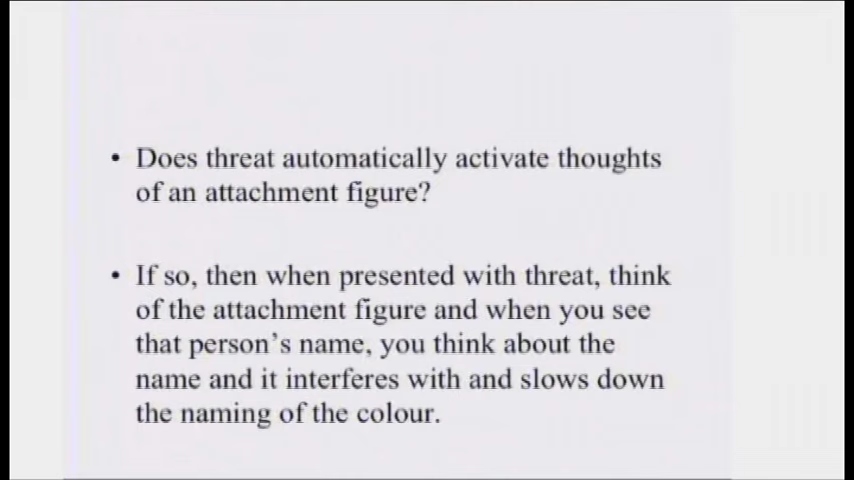 • Does threat automatically activate thoughts
of an attachment figure?
• If so, then when presented with threat, think
of the attachment figure and when you see
that person's name, you think about the
name and it interferes with and slows down
the naming of the colour.